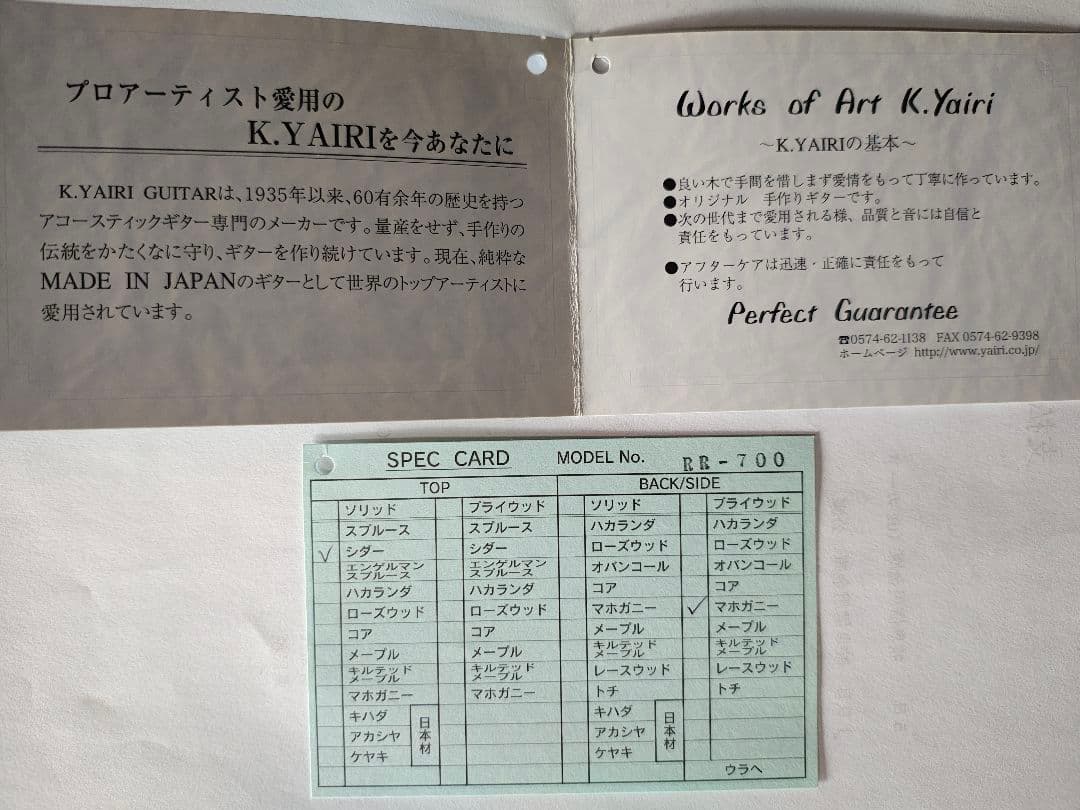 プロアーティスト愛用の
K.YAIRIを今あなたに
K.YAIRI GUITARは、1935年以来、60有余年の歴史を持つ
アコースティックギター専門のメーカーです。量産をせず、手作りの
伝統をかたくなに守り、ギターを作り続けています。現在、純粋な
MADE IN JAPANのギターとして世界のトップアーティストに
愛用されています。
Works of Art K.Yairi
～K.YAIRIの基本～
●良い木で手間を惜しまず愛情をもって丁寧に作っています。
●オリジナル 手作りギターです。
●次の世代まで愛用される様、品質と音には自信と
責任をもっています。
●アフターケアは迅速・正確に責任をもって
行います。
Perfect Guarantee
☎0574-62-1138 FAX 0574-62-9398
ホームページ http://www.yairi.co.jp/
SPEC CARD MODEL No. RR-700
TOP BACK/SIDE
ソリッド プライウッド ソリッド プライウッド
スプルース スプルース ハカランダ ハカランダ
✓ シダー シダー ローズウッド ローズウッド
エンゲルマンスプルース エンゲルマンスプルース オバンコール オバンコール
ハカランダ ハカランダ コア コア
ローズウッド ローズウッド マホガニー ✓ マホガニー
コア コア メープル メープル
メープル メープル キルテッドメープル キルテッドメープル
キルテッドメープル キルテッドメープル レースウッド レースウッド
マホガニー マホガニー トチ トチ
キハダ 日本材 キハダ 日本材
アカシヤ アカシヤ
ケヤキ ケヤキ
ウラへ